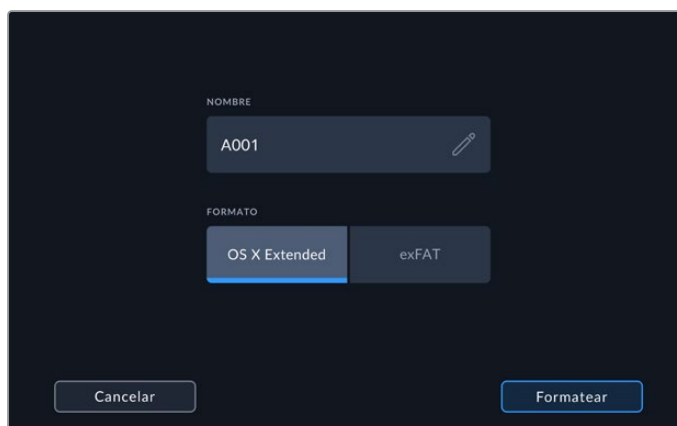 NOMBRE
A001
FORMATO
OS X Extended exFAT
Cancelar Formatear